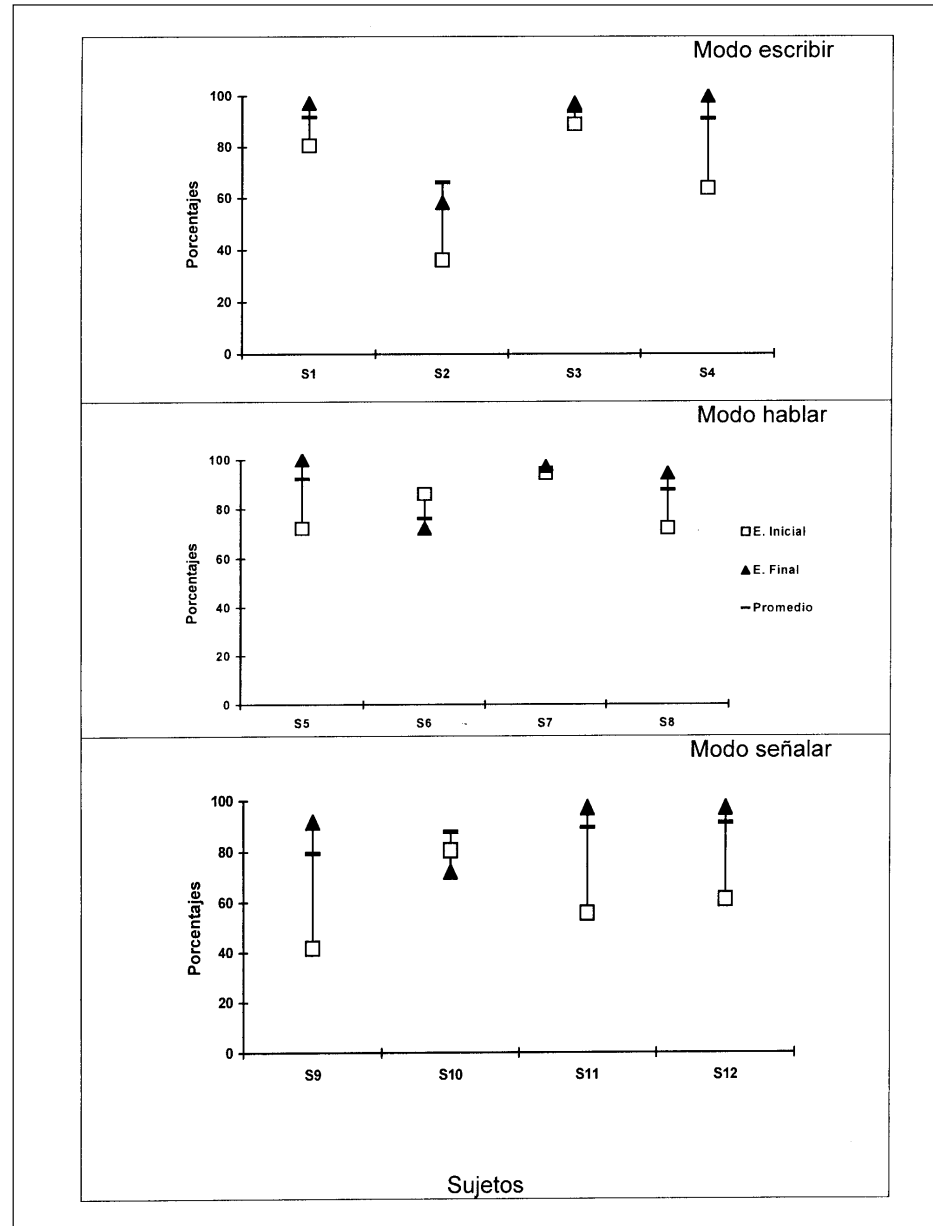 Modo escribir
100
80
60
40
20
0
Porcentajes
S1 S2 S3 S4
Modo hablar
100
80
60
40
20
0
Porcentajes
E. Inicial
E. Final
Promedio
S5 S6 S7 S8
Modo señalar
100
80
60
40
20
0
Porcentajes
S9 S10 S11 S12
Sujetos